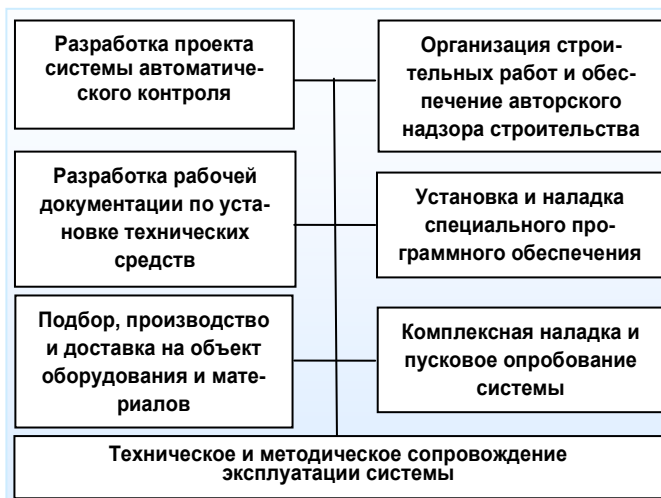 Разработка проекта
системы автоматиче-
ского контроля
Организация строи-
тельных работ и обес-
печение авторского
надзора строительства
Разработка рабочей
документации по уста-
новке технических
средств
Установка и наладка
специального про-
граммного обеспечения
Подбор, производство
и доставка на объект
оборудования и мате-
риалов
Комплексная наладка и
пусковое опробование
системы
Техническое и методическое сопровождение
эксплуатации системы